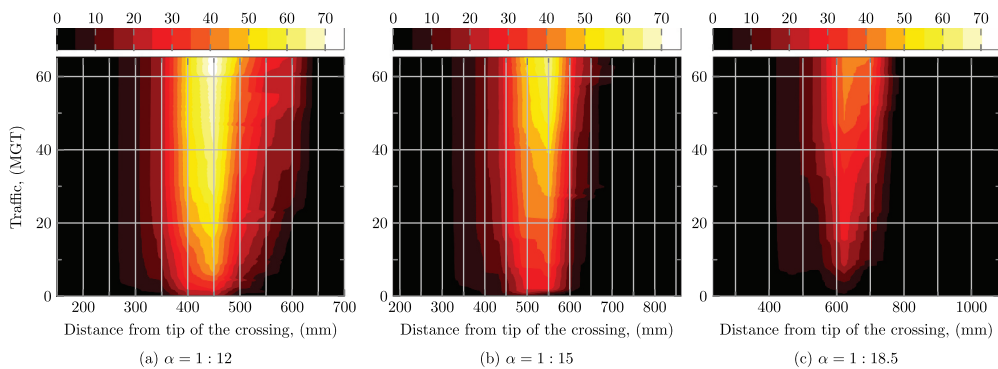 0 10 20 30 40 50 60 70
0 10 20 30 40 50 60 70
0 10 20 30 40 50 60 70
Traffic, (MGT)
60
40
20
0
200 300 400 500 600 700
Distance from tip of the crossing, (mm)
(a) α = 1 : 12
60
40
20
0
200 300 400 500 600 700 800
Distance from tip of the crossing, (mm)
(b) α = 1 : 15
60
40
20
0
400 600 800 1000
Distance from tip of the crossing, (mm)
(c) α = 1 : 18.5